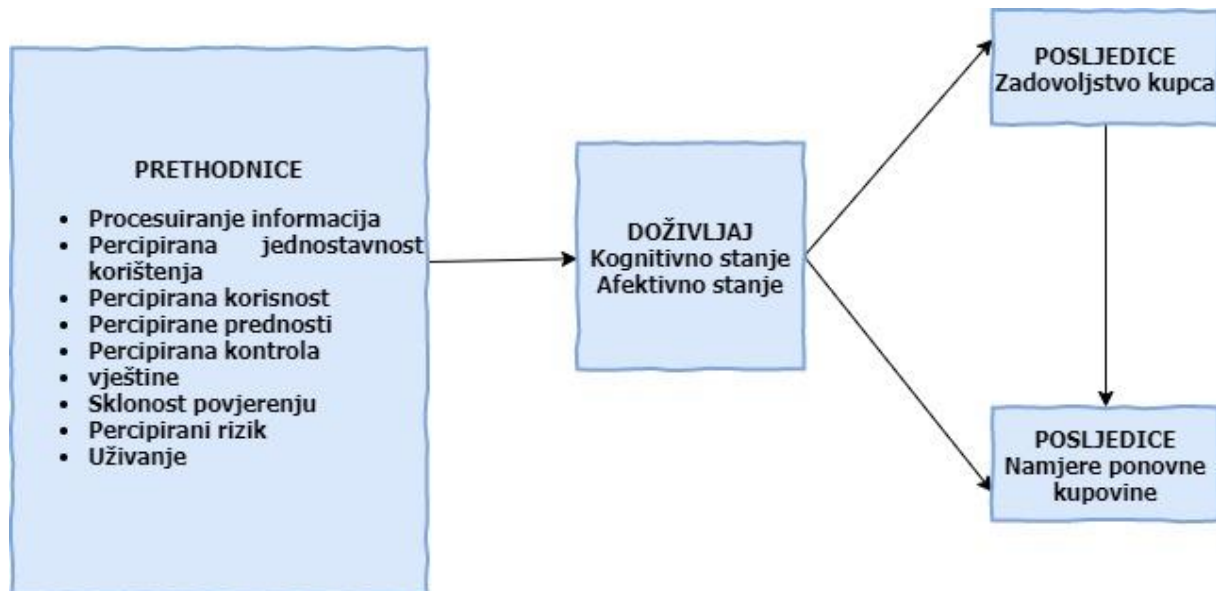 PRETHODNICE
• Procesuiranje informacija
• Percipirana jednostavnost
korištenja
• Percipirana korisnost
• Percipirane prednosti
• Percipirana kontrola
• vještine
• Sklonost povjerenju
• Percipirani rizik
• Uživanje
DOŽIVLJAJ
Kognitivno stanje
Afektivno stanje
POSLJEDICE
Zadovoljstvo kupca
POSLJEDICE
Namjere ponovne
kupovine